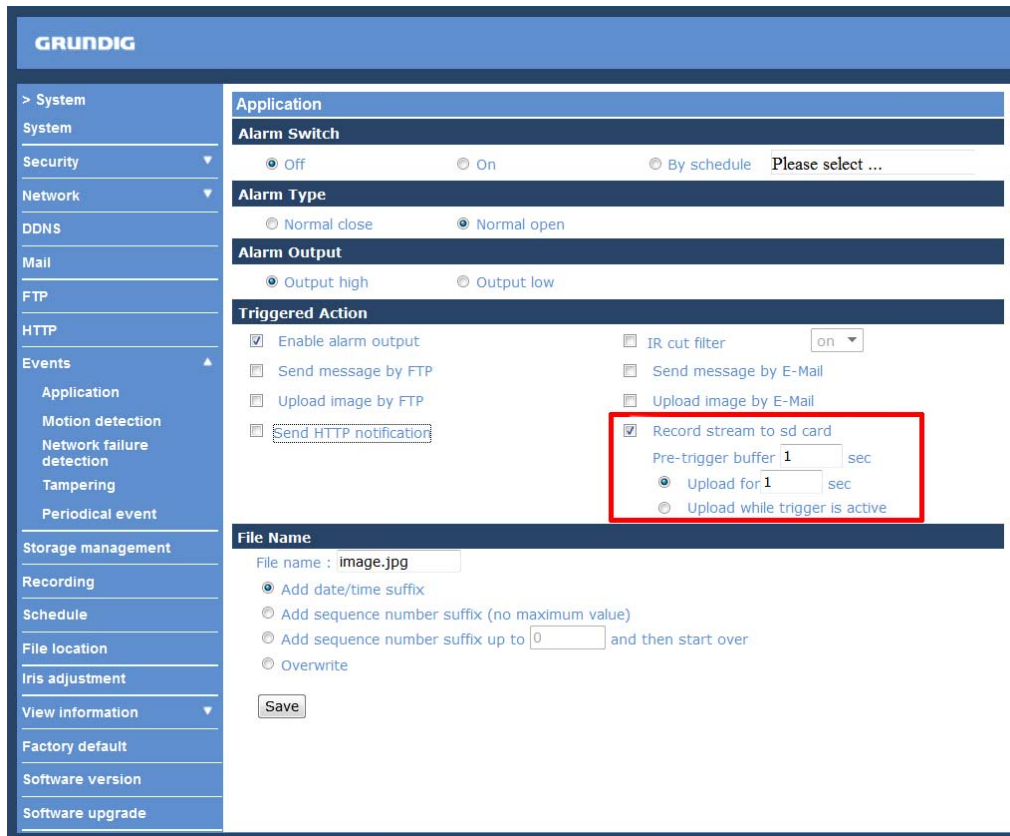 GRUNDIG
> System
System
Security
Network
DDNS
Mail
FTP
HTTP
Events
Application
Motion detection
Network failure
detection
Tampering
Periodical event
Storage management
Recording
Schedule
File location
Iris adjustment
View information
Factory default
Software version
Software upgrade
Application
Alarm Switch
Off On By schedule Please select ...
Alarm Type
Normal close Normal open
Alarm Output
Output high Output low
Triggered Action
Enable alarm output IR cut filter on
Send message by FTP Send message by E-Mail
Upload image by FTP Upload image by E-Mail
Send HTTP notification Record stream to sd card
Pre-trigger buffer 1 sec
Upload for 1 sec
Upload while trigger is active
File Name
File name : image.jpg
Add date/time suffix
Add sequence number suffix (no maximum value)
Add sequence number suffix up to 0 and then start over
Overwrite
Save